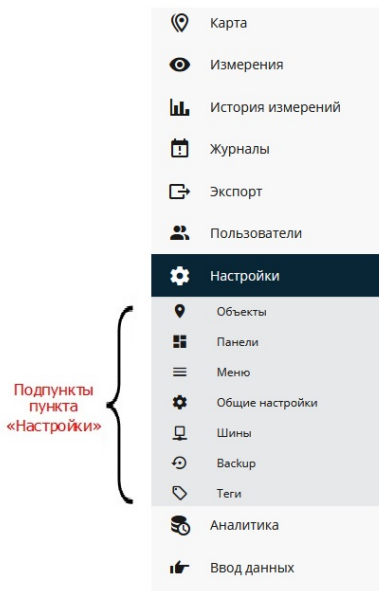 Карта
Измерения
История измерений
Журналы
Экспорт
Пользователи
Настройки
Объекты
Панели
Меню
Общие настройки
Шины
Backup
Теги
Аналитика
Ввод данных
Подпункты
пункта
«Настройки»